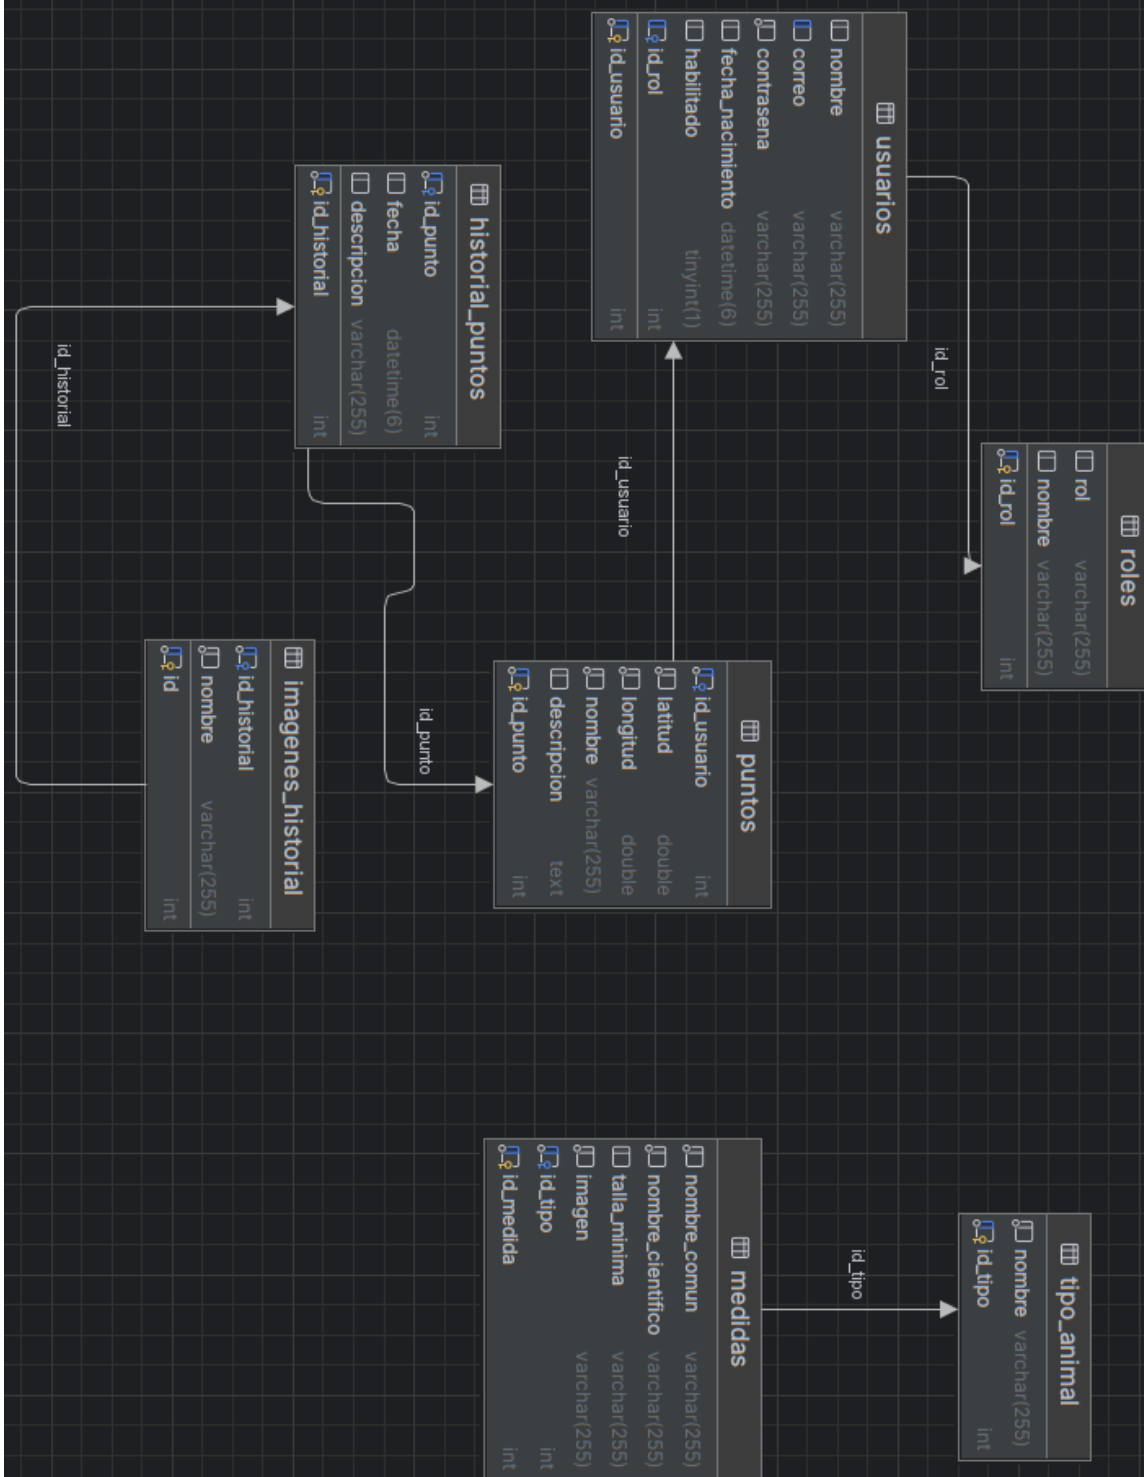 roles
rol varchar(255)
nombre varchar(255)
id_rol int
id_rol
usuarios
nombre varchar(255)
correo varchar(255)
contrasena varchar(255)
fecha_nacimiento datetime(6)
habilitado tinyint(1)
id_rol int
id_usuario int
id_usuario
puntos
id_usuario int
latitud double
longitud double
nombre varchar(255)
descripcion text
id_punto int
id_punto
historial_puntos
id_punto int
fecha datetime(6)
descripcion varchar(255)
id_historial int
id_historial
imagenes_historial
id_historial int
nombre varchar(255)
id int
tipo_animal
nombre varchar(255)
id_tipo int
id_tipo
medidas
nombre_comun varchar(255)
nombre_cientifico varchar(255)
talla_minima varchar(255)
imagen varchar(255)
id_tipo int
id_medida int